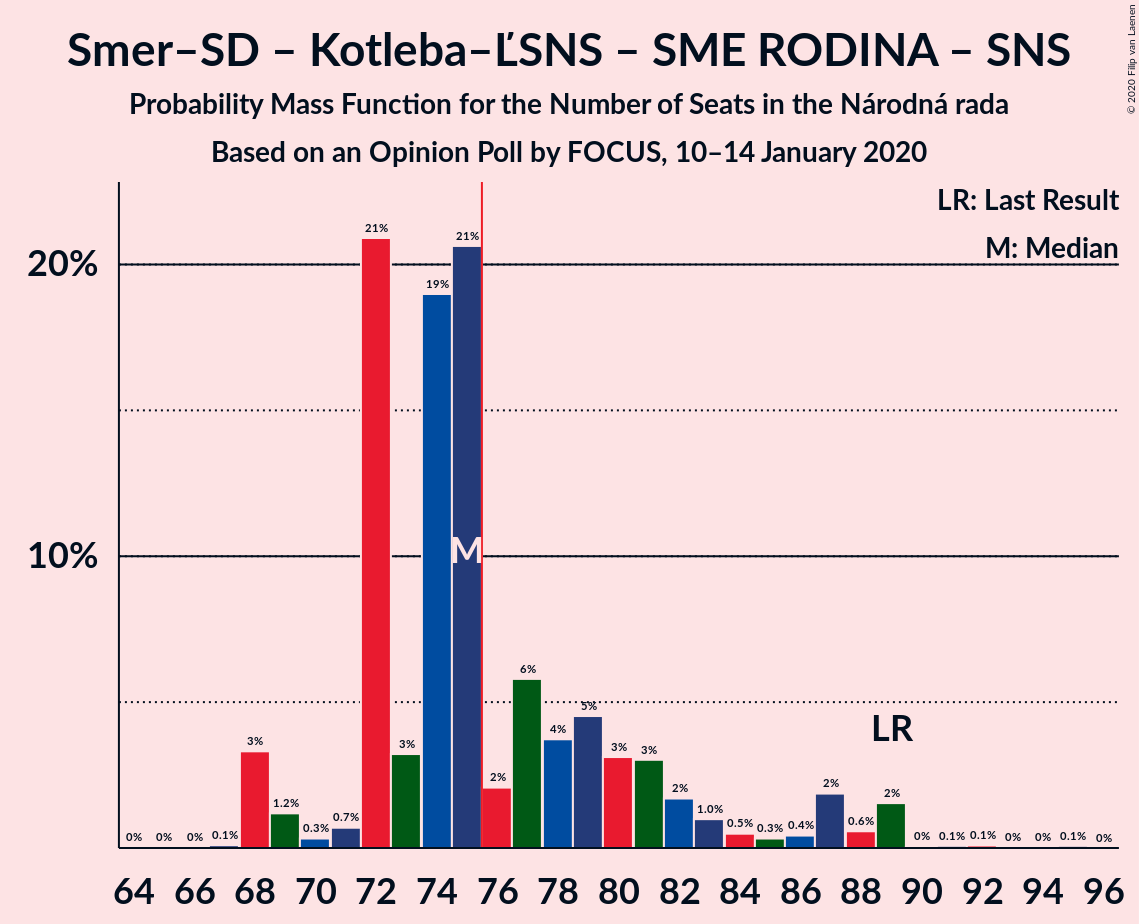 Smer–SD – Kotleba–ĽSNS – SME RODINA – SNS
Probability Mass Function for the Number of Seats in the Národná rada
Based on an Opinion Poll by FOCUS, 10–14 January 2020
© 2020 Filip van Laenen
LR: Last Result
M: Median
20%
10%
0% 0% 0% 0.1% 3% 1.2% 0.3% 0.7% 21% 3% 19% 21% 2% 6% 4% 5% 3% 3% 2% 1.0% 0.5% 0.3% 0.4% 2% 0.6% 2% 0% 0.1% 0.1% 0% 0% 0.1% 0%
M
LR
64 66 68 70 72 74 76 78 80 82 84 86 88 90 92 94 96